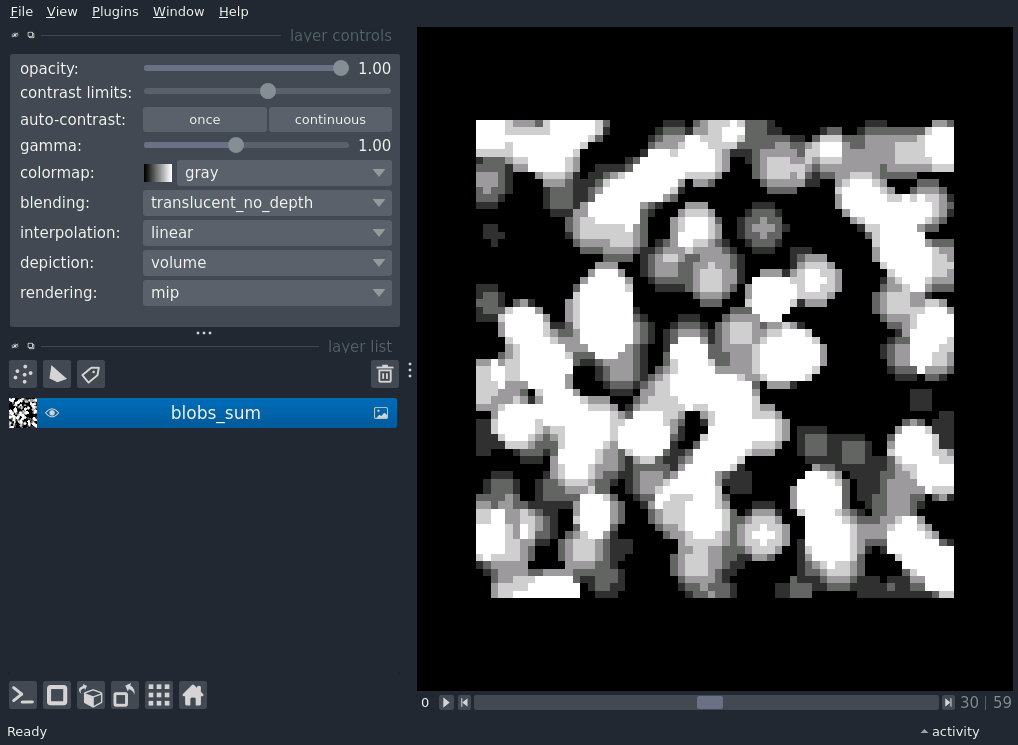 File View Plugins Window Help
layer controls
opacity: 1.00
contrast limits:
auto-contrast: once continuous
gamma: 1.00
colormap: gray
blending: translucent_no_depth
interpolation: linear
depiction: volume
rendering: mip
layer list
blobs_sum
0 30 | 59
Ready activity